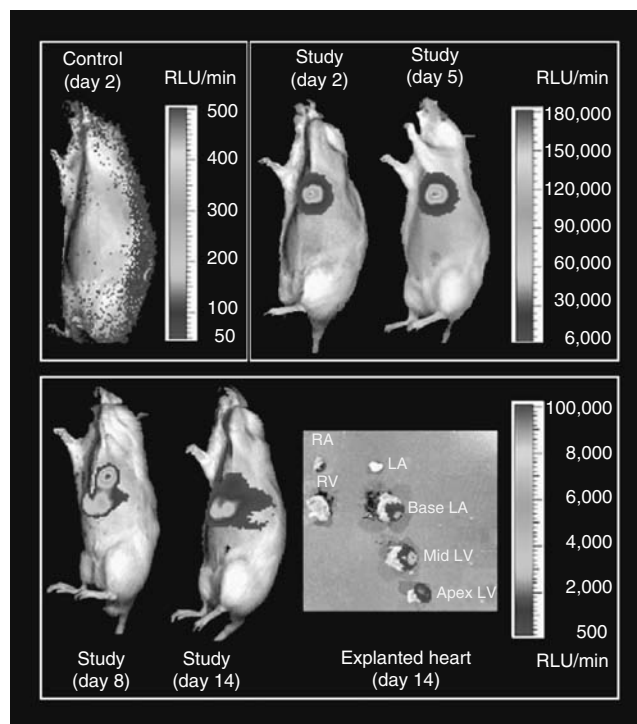 Control
(day 2)
RLU/min
500
400
300
200
100
50
Study
(day 2)
Study
(day 5)
RLU/min
180,000
150,000
120,000
90,000
60,000
30,000
6,000
RA
LA
RV
Base LA
Mid LV
Apex LV
100,000
8,000
6,000
4,000
2,000
500
RLU/min
Study
(day 8)
Study
(day 14)
Explanted heart
(day 14)